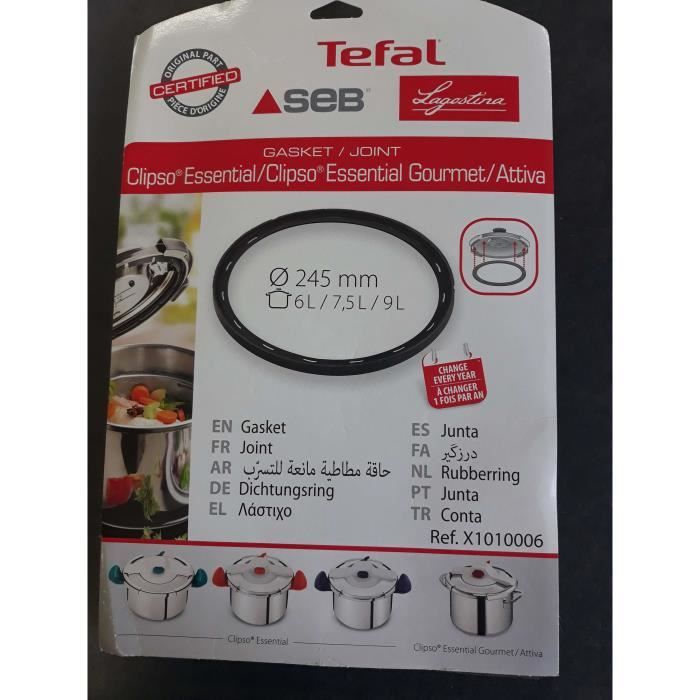 Tefal
ORIGINAL PART
CERTIFIED
PIÈCE D'ORIGINE
SEB®
Lagostina
GASKET / JOINT
Clipso® Essential/Clipso® Essential Gourmet/Attiva
Ø 245 mm
6L / 7,5L / 9L
CHANGE
EVERY YEAR
À CHANGER
1 FOIS PAR AN
EN Gasket
FR Joint
AR حاقة مطاطية مانعة للتسرّب
DE Dichtungsring
EL Λάστιχο
ES Junta
FA درزگیر
NL Rubberring
PT Junta
TR Conta
Ref. X1010006
Clipso® Essential
Clipso® Essential Gourmet/Attiva